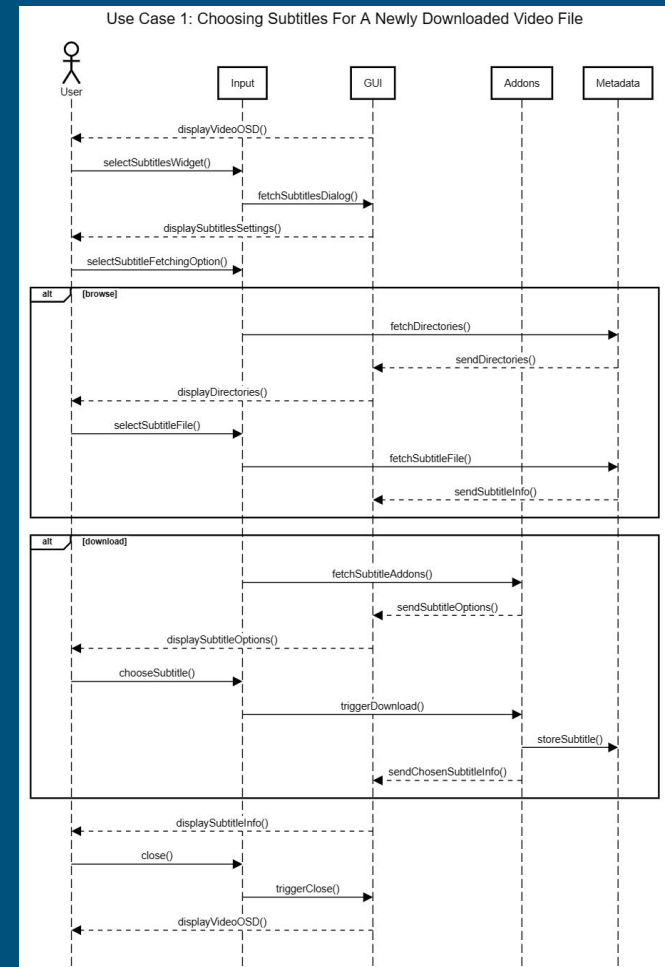 Use Case 1: Choosing Subtitles For A Newly Downloaded Video File
User
Input
GUI
Addons
Metadata
displayVideoOSD()
selectSubtitlesWidget()
fetchSubtitlesDialog()
displaySubtitlesSettings()
selectSubtitleFetchingOption()
alt [browse]
fetchDirectories()
sendDirectories()
displayDirectories()
selectSubtitleFile()
fetchSubtitleFile()
sendSubtitleInfo()
alt [download]
fetchSubtitleAddons()
sendSubtitleOptions()
displaySubtitleOptions()
chooseSubtitle()
triggerDownload()
storeSubtitle()
sendChosenSubtitleInfo()
displaySubtitleInfo()
close()
triggerClose()
displayVideoOSD()